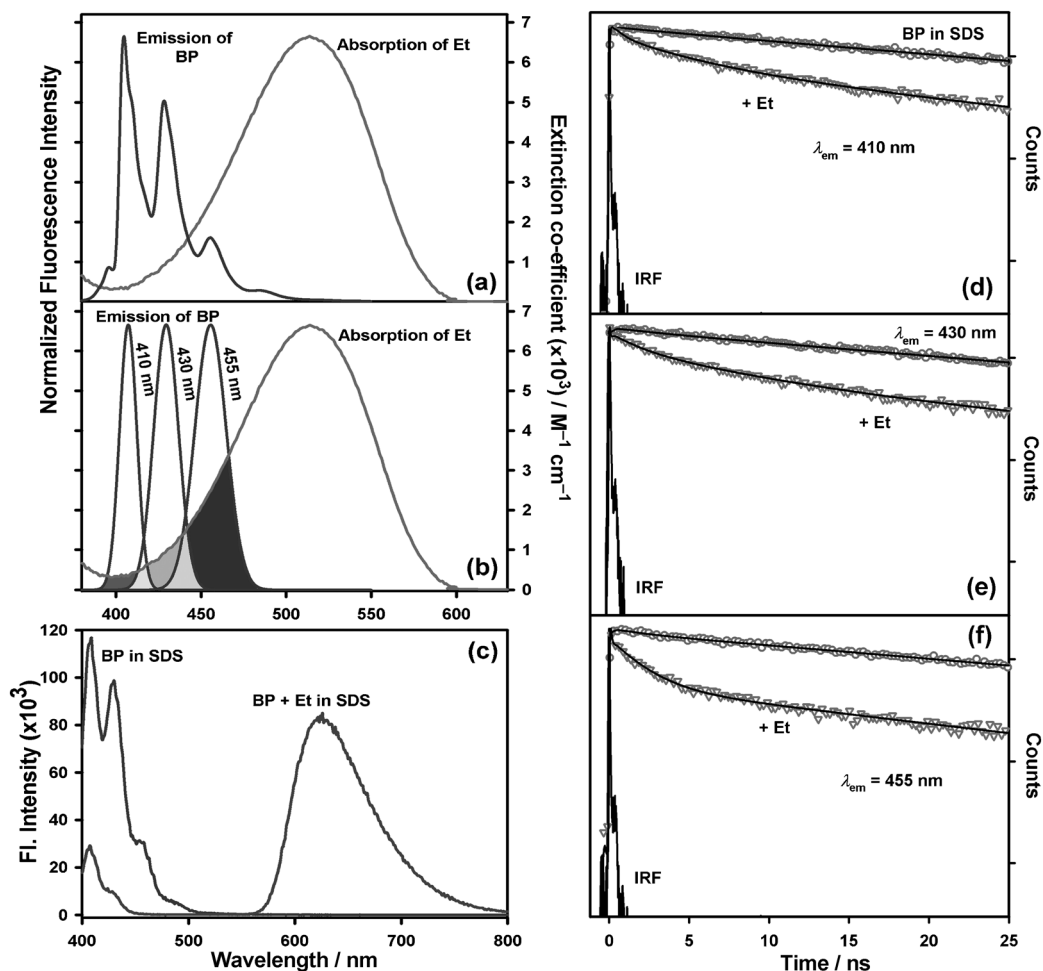 Normalized Fluorescence Intensity
Emission of
BP
Absorption of Et
7
6
5
4
3
2
1
(a)
Extinction co-efficient (×10³) / M⁻¹ cm⁻¹
Emission of BP
410 nm
430 nm
455 nm
Absorption of Et
7
6
5
4
3
2
1
0
(b)
400 450 500 550 600
Fl. Intensity (x10³)
120
100
80
60
40
20
0
BP in SDS
BP + Et in SDS
(c)
400 500 600 700 800
Wavelength / nm
BP in SDS
+ Et
λem = 410 nm
IRF
(d)
Counts
λem = 430 nm
+ Et
IRF
(e)
Counts
(f)
+ Et
λem = 455 nm
IRF
Counts
0 5 10 15 20 25
Time / ns